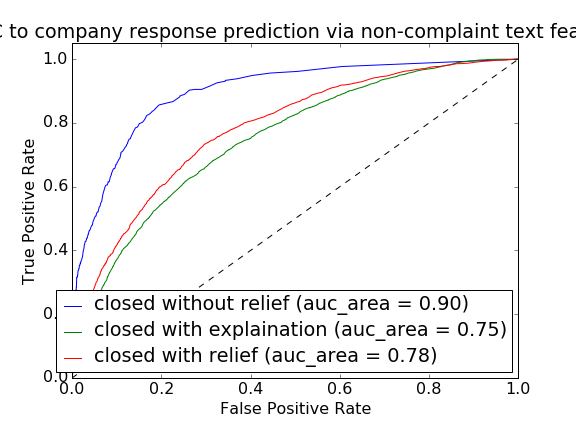 to company response prediction via non-complaint text
1.0
0.8
0.6
0.4
True Positive Rate
closed without relief (auc_area = 0.90)
closed with explaination (auc_area = 0.75)
closed with relief (auc_area = 0.78)
0.0 0.2 0.4 0.6 0.8 1.0
False Positive Rate